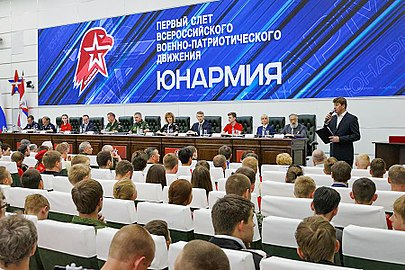 ПЕРВЫЙ СЛЕТ
ВСЕРОССИЙСКОГО
ВОЕННО-ПАТРИОТИЧЕСКОГО
ДВИЖЕНИЯ
ЮНАРМИЯ